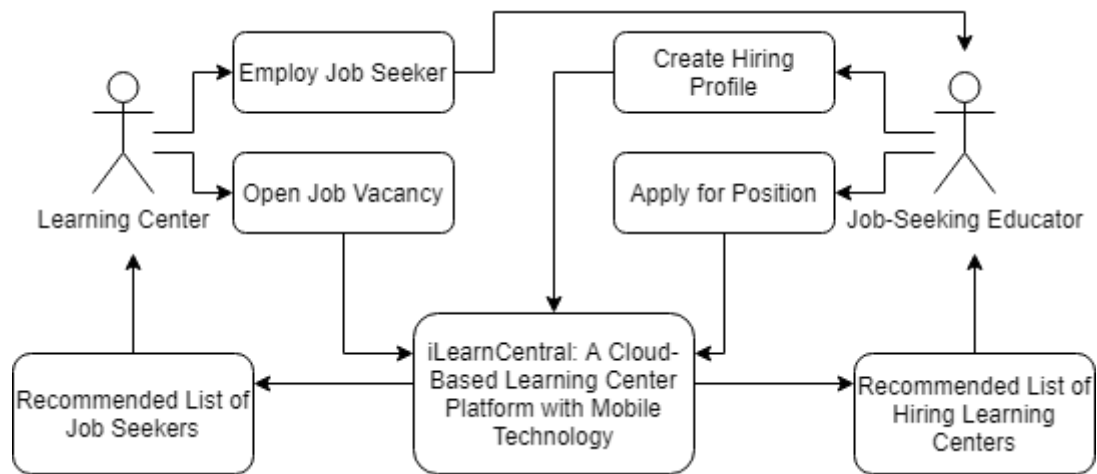 Employ Job Seeker
Create Hiring
Profile
Learning Center
Open Job Vacancy
Apply for Position
Job-Seeking Educator
Recommended List of
Job Seekers
iLearnCentral: A Cloud-
Based Learning Center
Platform with Mobile
Technology
Recommended List of
Hiring Learning
Centers